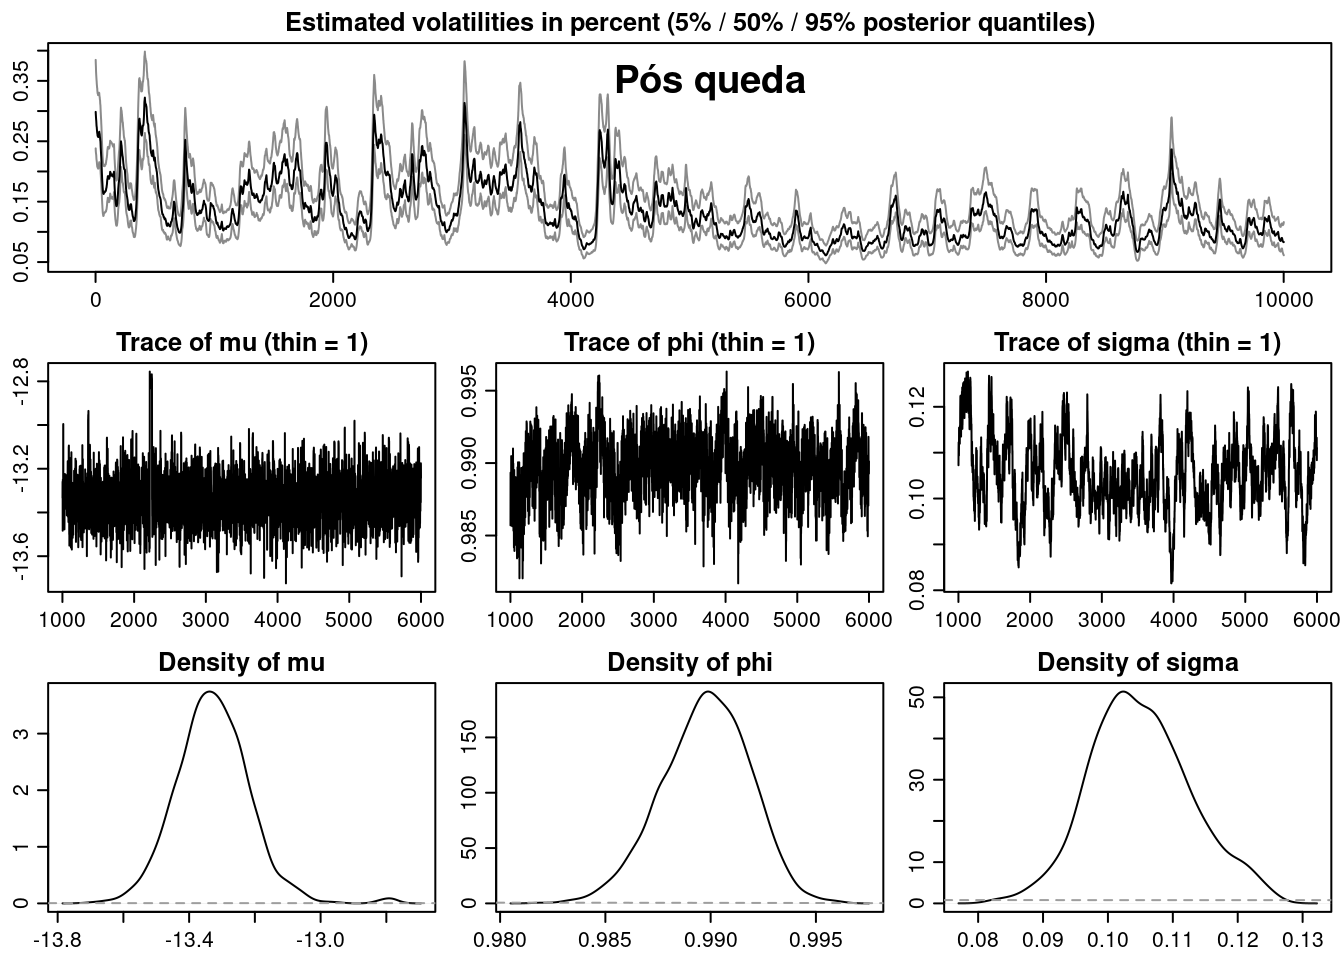 Estimated volatilities in percent (5% / 50% / 95% posterior quantiles)
Pós queda
0.05 0.15 0.25 0.35
0 2000 4000 6000 8000 10000
Trace of mu (thin = 1) Trace of phi (thin = 1) Trace of sigma (thin = 1)
-13.6 -13.2 -12.8
0.985 0.990 0.995
0.08 0.10 0.12
1000 2000 3000 4000 5000 6000 1000 2000 3000 4000 5000 6000 1000 2000 3000 4000 5000 6000
Density of mu Density of phi Density of sigma
0 1 2 3
0 50 100 150
0 10 30 50
-13.8 -13.4 -13.0 0.980 0.985 0.990 0.995 0.08 0.09 0.10 0.11 0.12 0.13